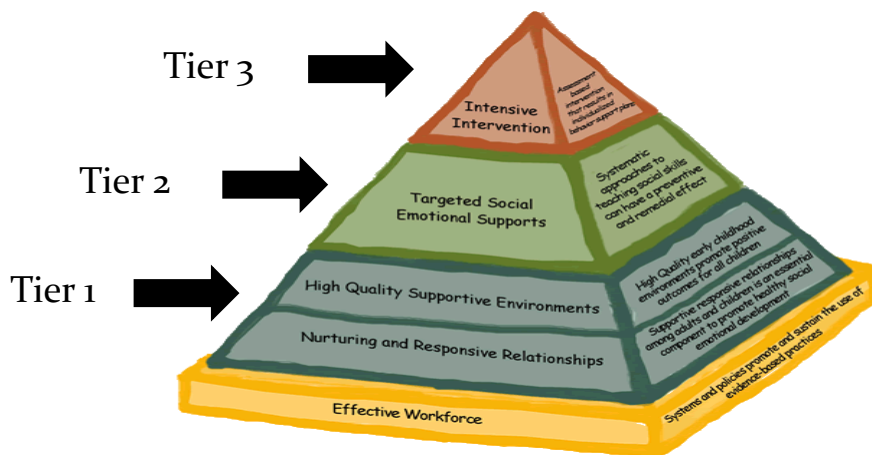 Tier 3
Intensive
Intervention
Assessment
based
intervention
that results in
individualized
behavior support plans
Tier 2
Targeted Social
Emotional Supports
Systematic
approaches to
teaching social skills
can have a preventive
and remedial effect
Tier 1
High Quality Supportive Environments
High Quality early childhood
environments promote positive
outcomes for all children
Nurturing and Responsive Relationships
Supportive responsive relationships
among adults and children is an essential
component to promote healthy social
emotional development
Effective Workforce
Systems and policies promote and sustain the use of
evidence-based practices